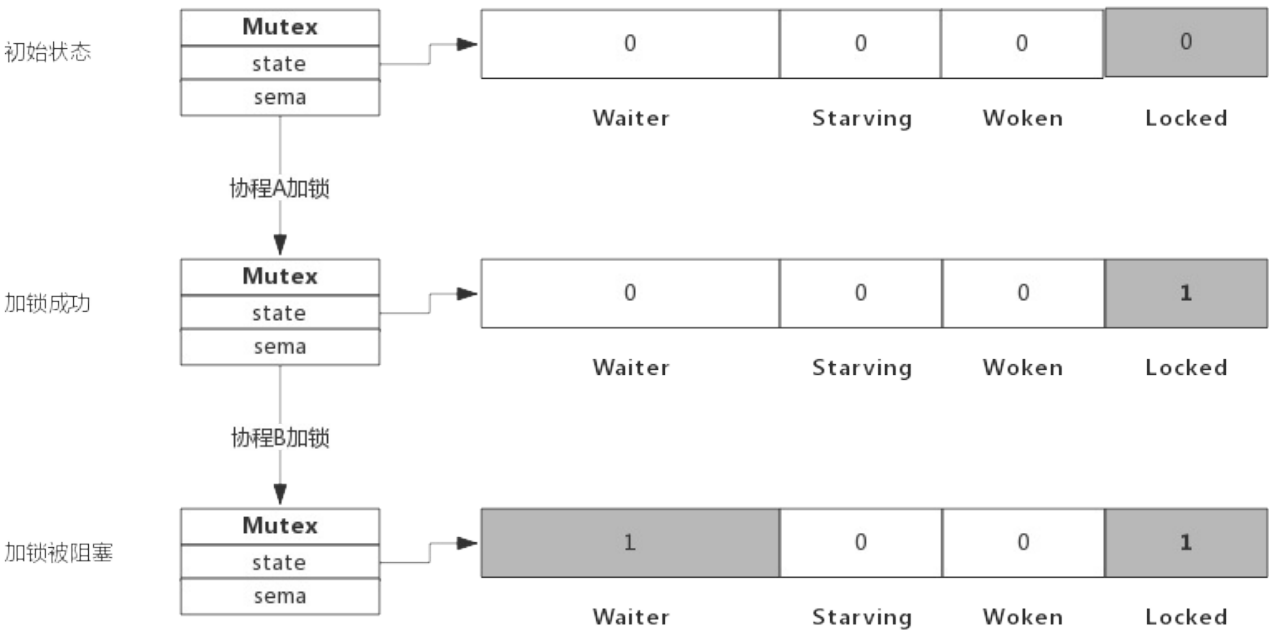 初始状态
Mutex
state
sema
0 0 0 0
Waiter Starving Woken Locked
协程A加锁
加锁成功
Mutex
state
sema
0 0 0 1
Waiter Starving Woken Locked
协程B加锁
加锁被阻塞
Mutex
state
sema
1 0 0 1
Waiter Starving Woken Locked